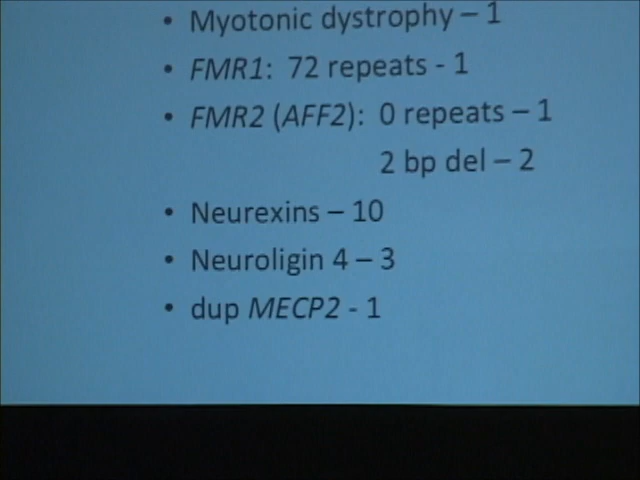 • Myotonic dystrophy – 1
• FMR1: 72 repeats - 1
• FMR2 (AFF2): 0 repeats – 1
2 bp del – 2
• Neurexins – 10
• Neuroligin 4 – 3
• dup MECP2 - 1